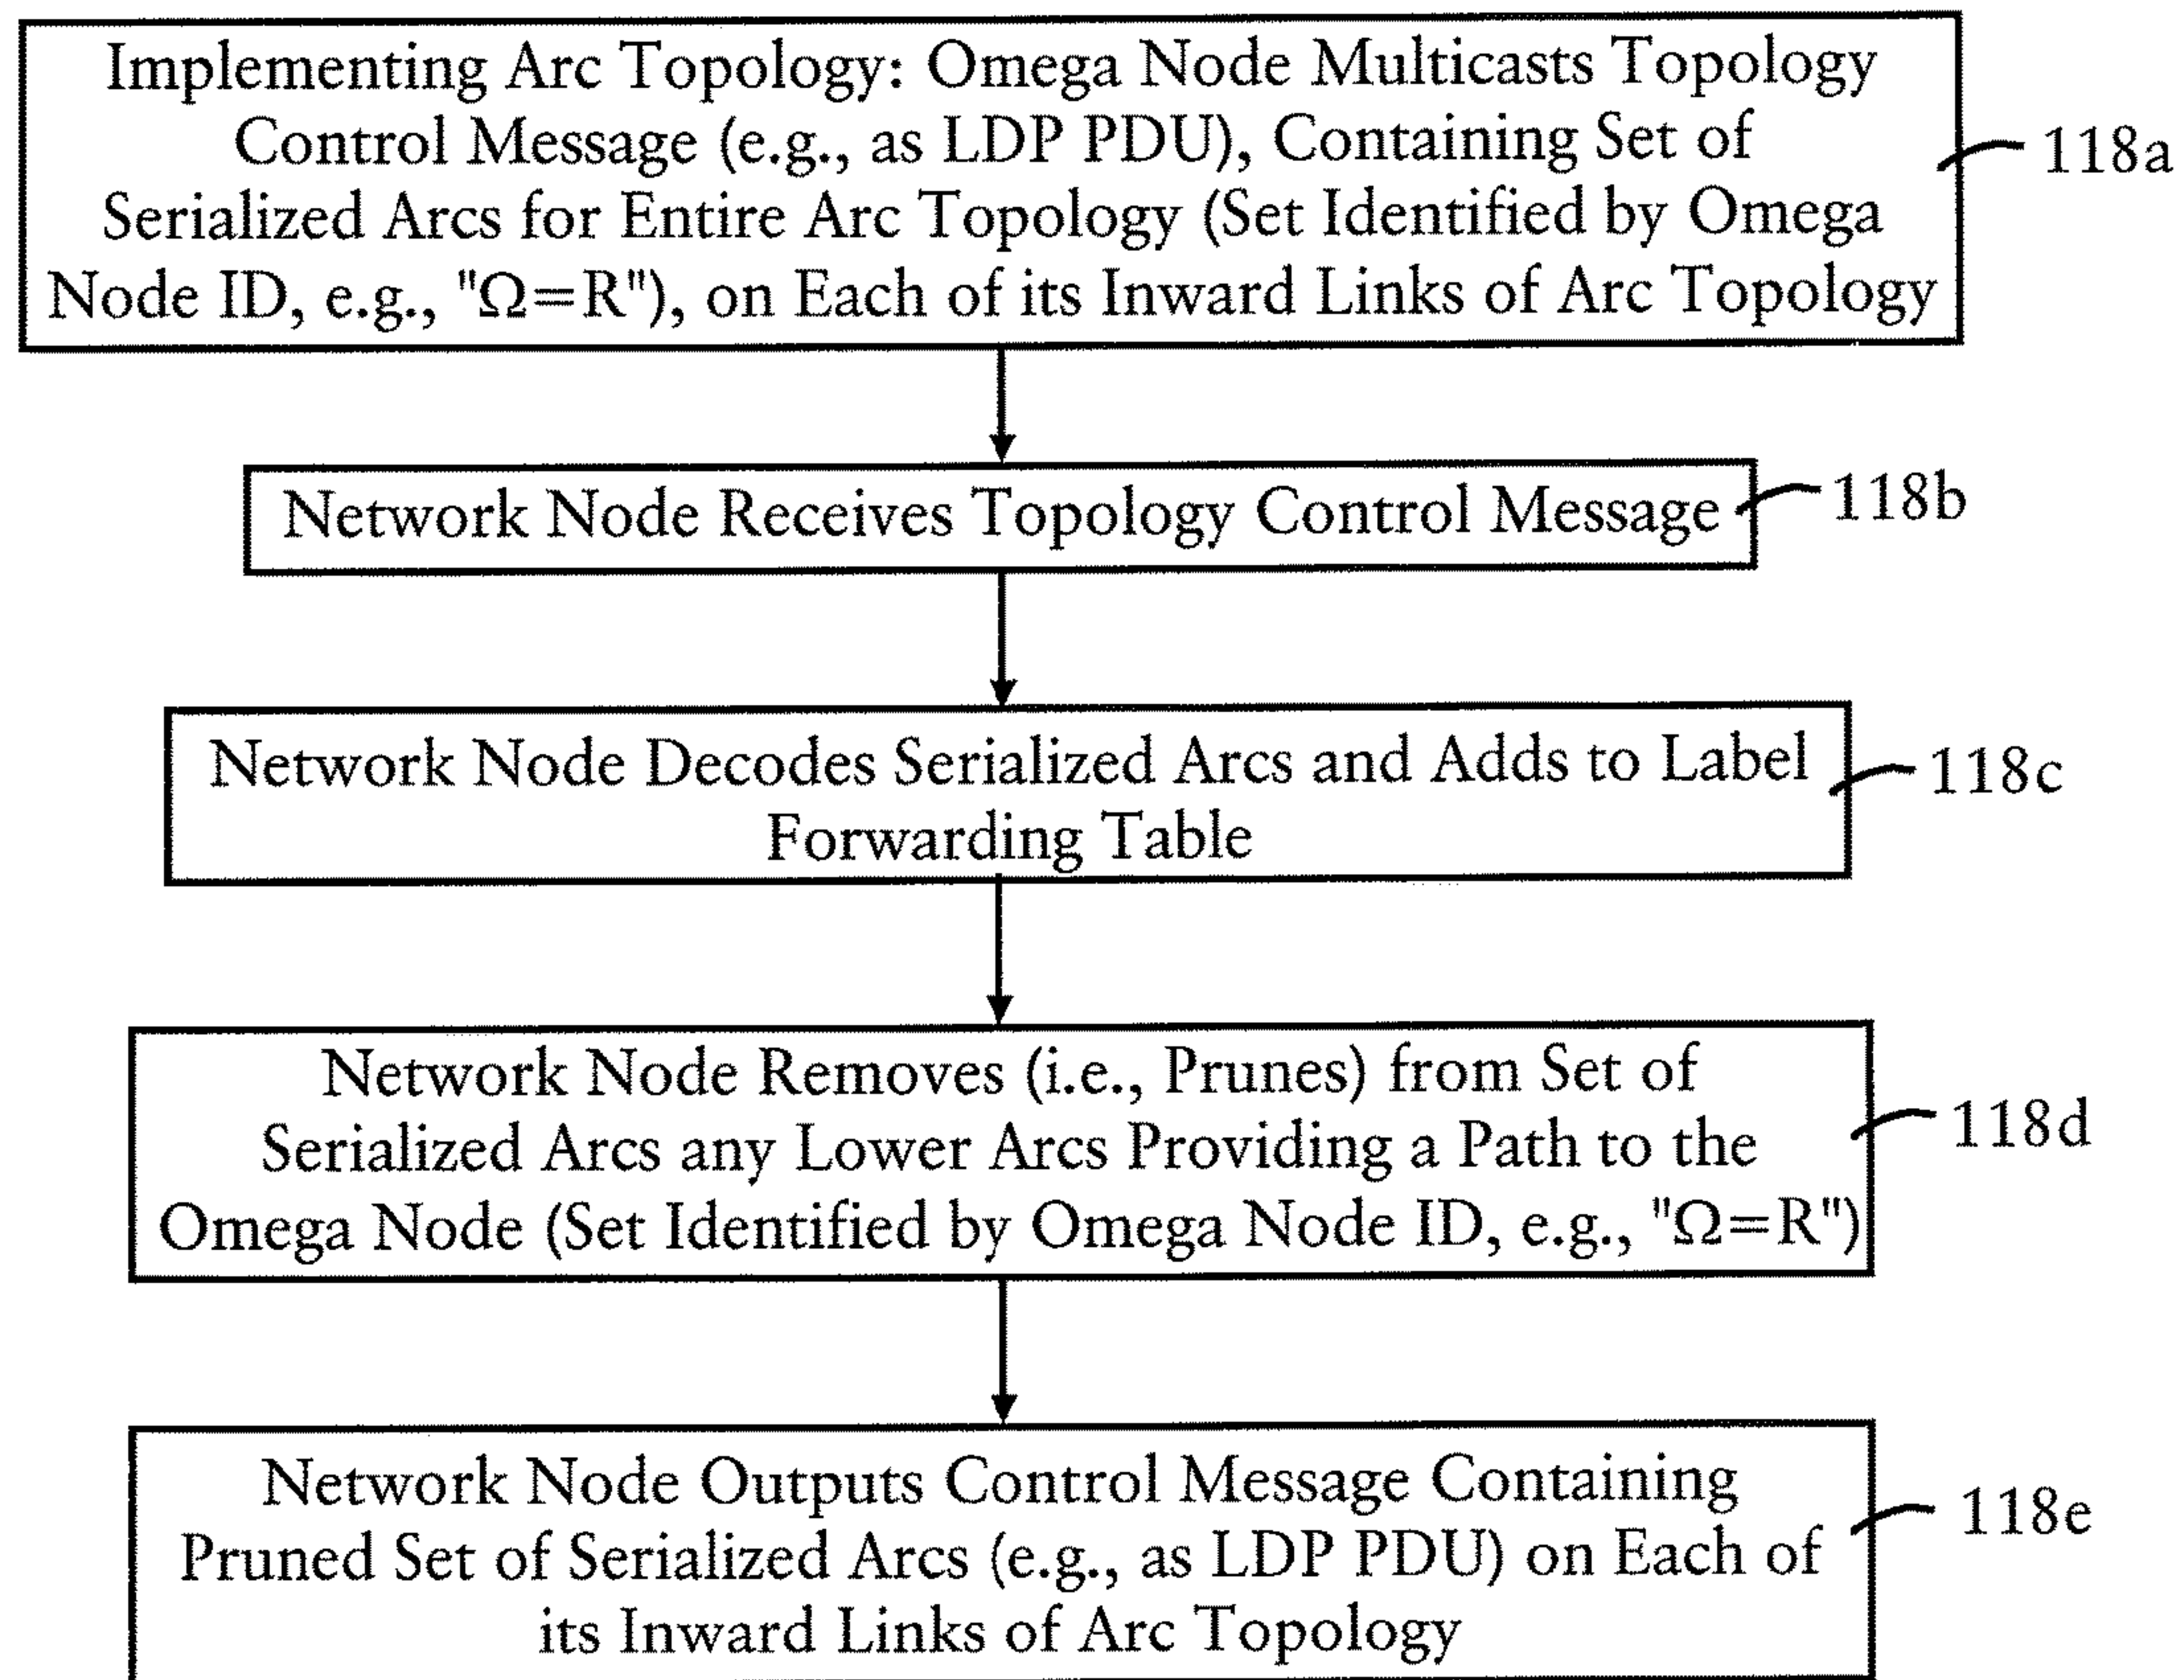 Implementing Arc Topology: Omega Node Multicasts Topology
Control Message (e.g., as LDP PDU), Containing Set of
Serialized Arcs for Entire Arc Topology (Set Identified by Omega
Node ID, e.g., "Ω=R"), on Each of its Inward Links of Arc Topology
118a
Network Node Receives Topology Control Message
118b
Network Node Decodes Serialized Arcs and Adds to Label
Forwarding Table
118c
Network Node Removes (i.e., Prunes) from Set of
Serialized Arcs any Lower Arcs Providing a Path to the
Omega Node (Set Identified by Omega Node ID, e.g., "Ω=R")
118d
Network Node Outputs Control Message Containing
Pruned Set of Serialized Arcs (e.g., as LDP PDU) on Each of
its Inward Links of Arc Topology
118e